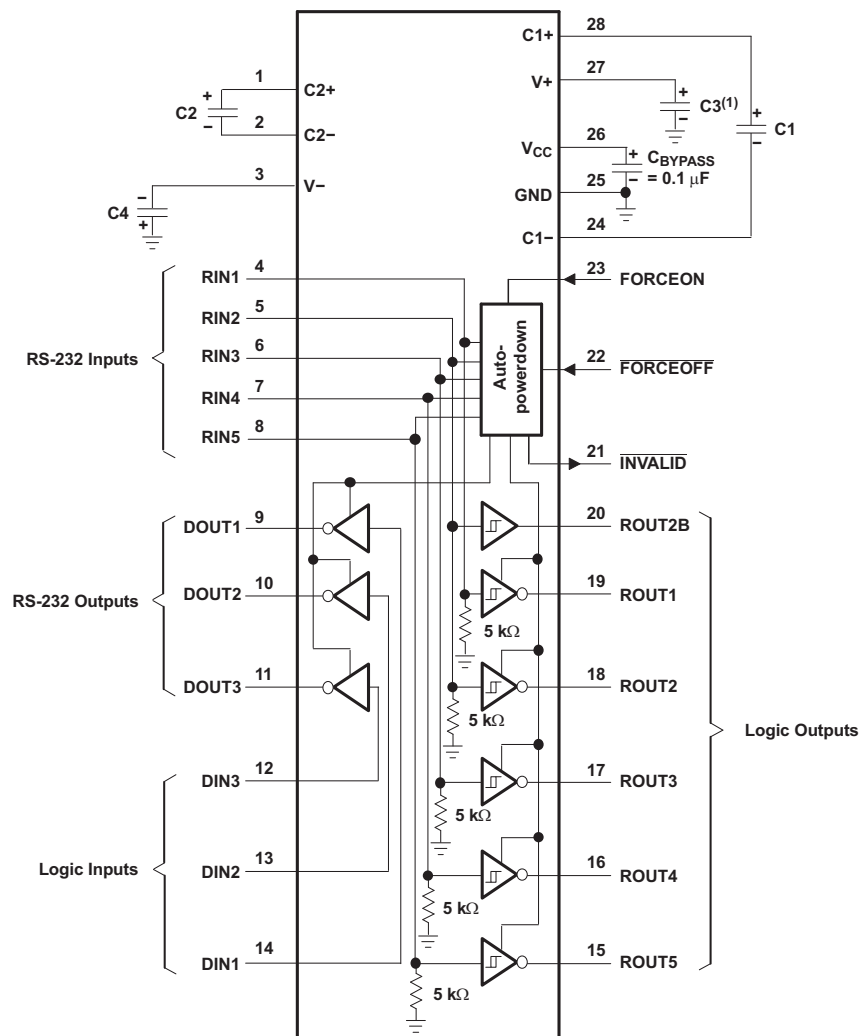 28
C1+
1
C2+
C2
+
−
2
C2−
3
V−
C4
−
+
27
V+
+
−
C3(1)
+
−
C1
26
VCC
+
−
CBYPASS
= 0.1 μF
25
GND
24
C1−
RS-232 Inputs
RIN1
4
RIN2
5
RIN3
6
RIN4
7
RIN5
8
Auto-
powerdown
23
FORCEON
22
FORCEOFF
21
INVALID
RS-232 Outputs
DOUT1
9
DOUT2
10
DOUT3
11
20
ROUT2B
19
ROUT1
5 kΩ
18
ROUT2
5 kΩ
17
ROUT3
5 kΩ
16
ROUT4
5 kΩ
15
ROUT5
5 kΩ
Logic Outputs
Logic Inputs
DIN3
12
DIN2
13
DIN1
14